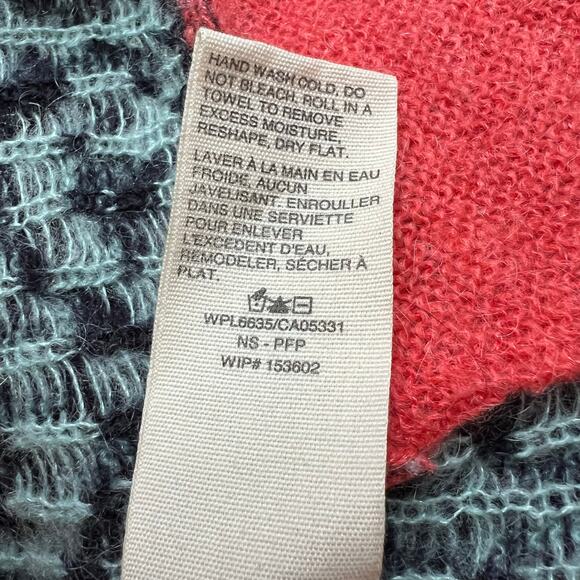 HAND WASH COLD, DO
NOT BLEACH, ROLL IN A
TOWEL TO REMOVE
EXCESS MOISTURE,
RESHAPE, DRY FLAT.
LAVER À LA MAIN EN EAU
FROIDE, AUCUN
JAVELISANT, ENROULER
DANS UNE SERVIETTE
POUR ENLEVER
L'EXCEDENT D'EAU,
REMODELER, SÉCHER À
PLAT.
WPL6635/CA05331
NS - PFP
WIP# 153602